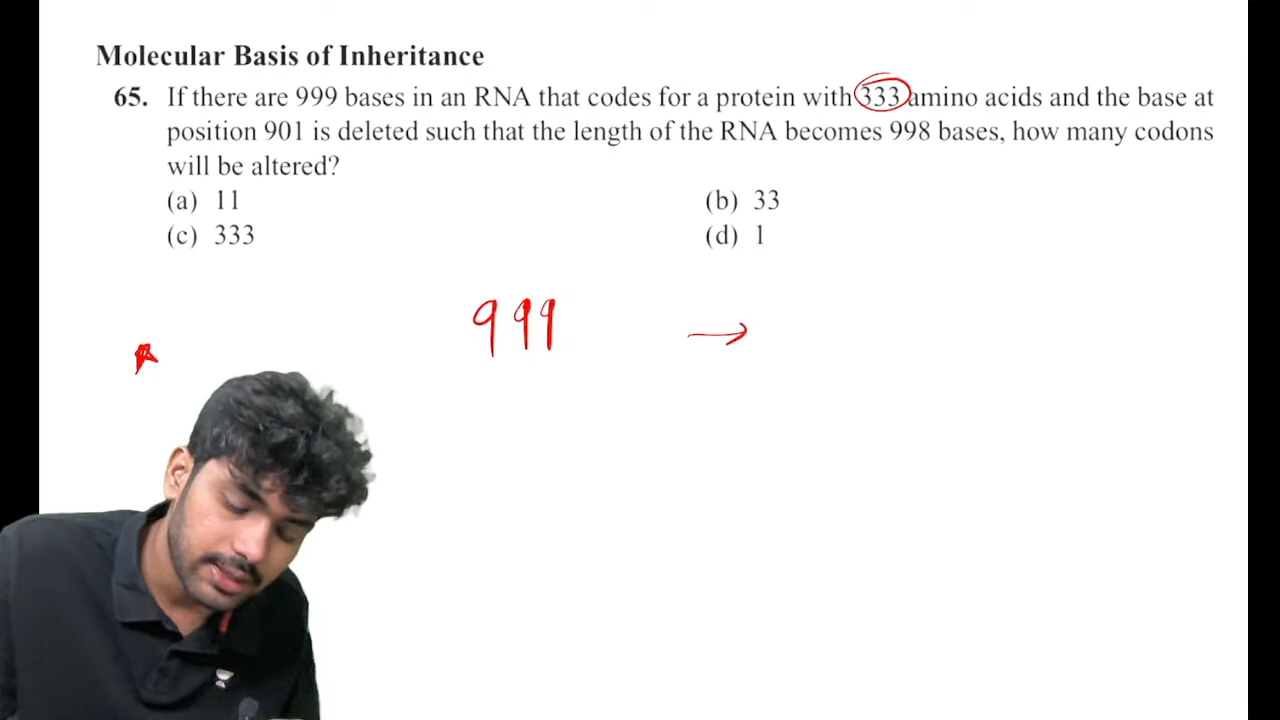 Molecular Basis of Inheritance
65. If there are 999 bases in an RNA that codes for a protein with 333 amino acids and the base at
position 901 is deleted such that the length of the RNA becomes 998 bases, how many codons
will be altered?
(a) 11 (b) 33
(c) 333 (d) 1
999 →